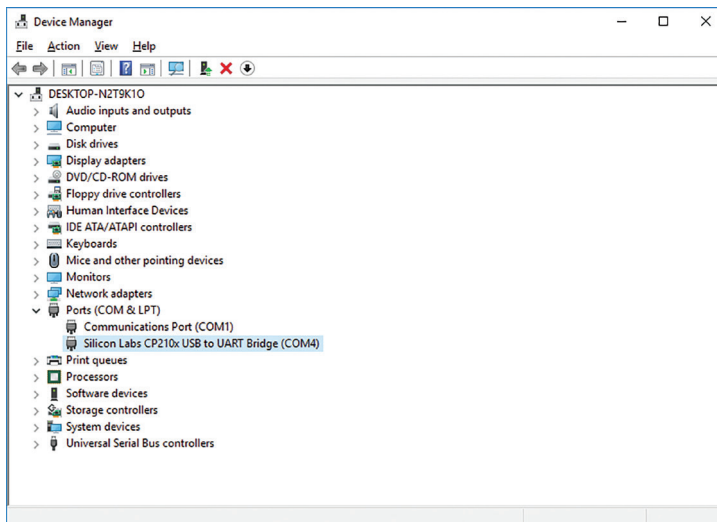 Device Manager
File Action View Help
DESKTOP-N2T9K1O
Audio inputs and outputs
Computer
Disk drives
Display adapters
DVD/CD-ROM drives
Floppy drive controllers
Human Interface Devices
IDE ATA/ATAPI controllers
Keyboards
Mice and other pointing devices
Monitors
Network adapters
Ports (COM & LPT)
Communications Port (COM1)
Silicon Labs CP210x USB to UART Bridge (COM4)
Print queues
Processors
Software devices
Storage controllers
System devices
Universal Serial Bus controllers